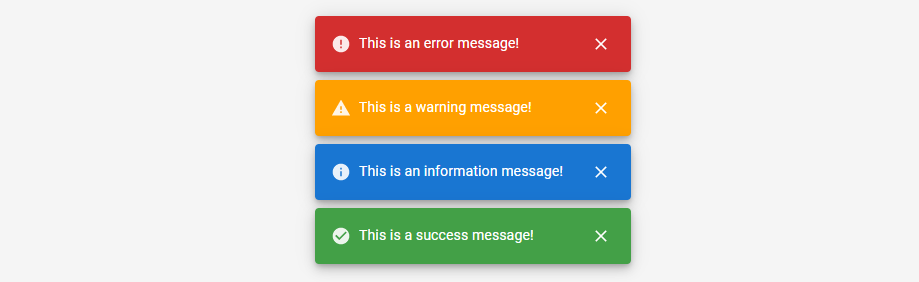 This is an error message!
This is a warning message!
This is an information message!
This is a success message!